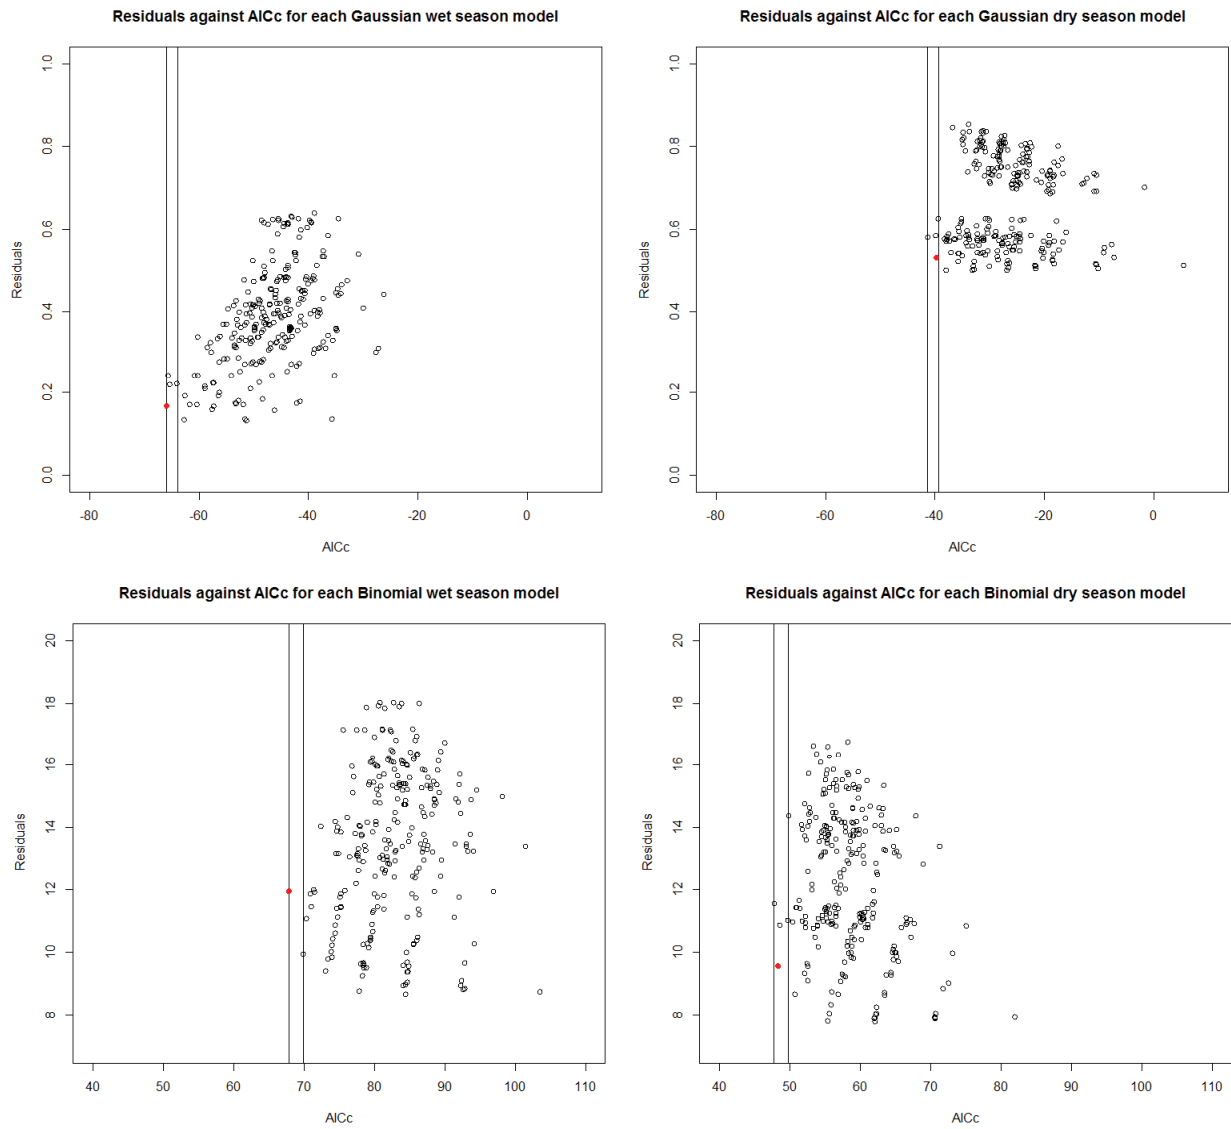 Residuals against AICc for each Gaussian wet season model
Residuals
1.0
0.8
0.6
0.4
0.2
0.0
-80 -60 -40 -20 0
AICc
Residuals against AICc for each Gaussian dry season model
Residuals
1.0
0.8
0.6
0.4
0.2
0.0
-80 -60 -40 -20 0
AICc
Residuals against AICc for each Binomial wet season model
Residuals
20
18
16
14
12
10
8
40 50 60 70 80 90 100 110
AICc
Residuals against AICc for each Binomial dry season model
Residuals
20
18
16
14
12
10
8
40 50 60 70 80 90 100 110
AICc